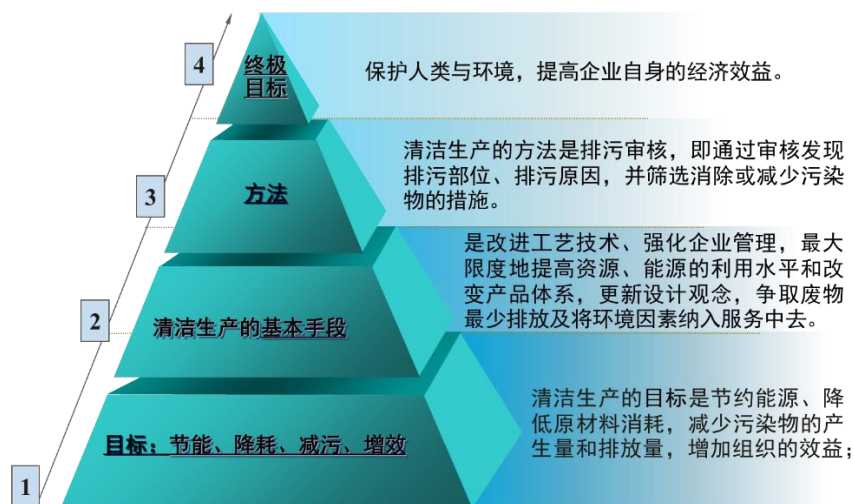 4
终极
目标
保护人类与环境，提高企业自身的经济效益。
3
方法
清洁生产的方法是排污审核，即通过审核发现
排污部位、排污原因，并筛选消除或减少污染
物的措施。
2
清洁生产的基本手段
是改进工艺技术、强化企业管理，最大
限度地提高资源、能源的利用水平和改
变产品体系，更新设计观念，争取废物
最少排放及将环境因素纳入服务中去。
1
目标：节能、降耗、减污、增效
清洁生产的目标是节约能源、降
低原材料消耗，减少污染物的产
生量和排放量，增加组织的效益；